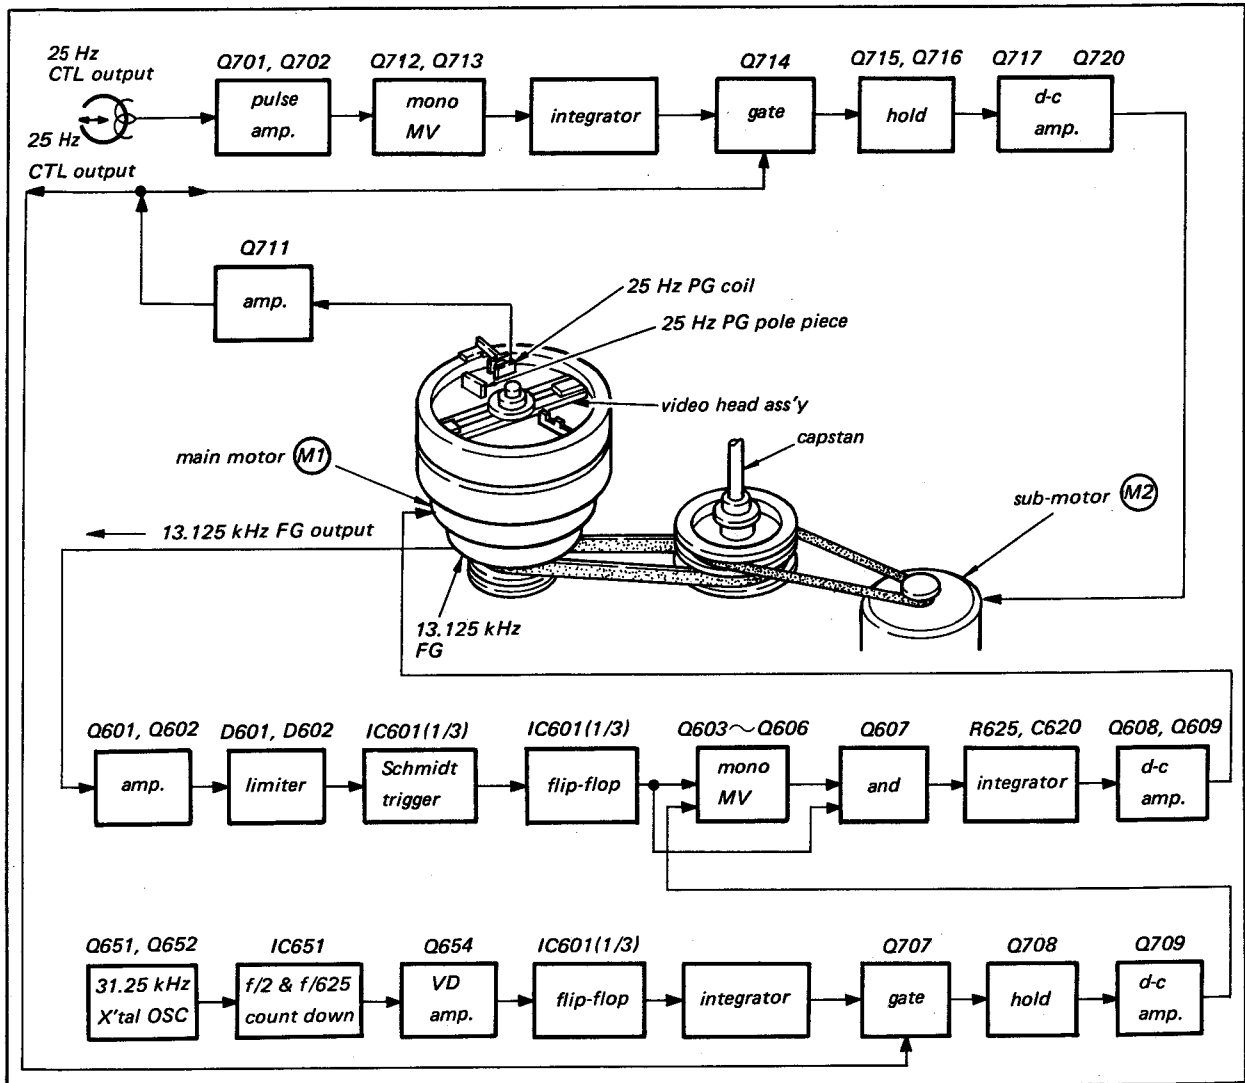 25 Hz
CTL output
25 Hz
CTL output
Q701, Q702
pulse
amp.
Q712, Q713
mono
MV
integrator
Q714
gate
Q715, Q716
hold
Q717 Q720
d-c
amp.
Q711
amp.
25 Hz PG coil
25 Hz PG pole piece
video head ass'y
capstan
main motor M1
sub-motor M2
13.125 kHz FG output
13.125 kHz
FG
Q601, Q602
amp.
D601, D602
limiter
IC601(1/3)
Schmidt
trigger
IC601(1/3)
flip-flop
Q603~Q606
mono
MV
Q607
and
R625, C620
integrator
Q608, Q609
d-c
amp.
Q651, Q652
31.25 kHz
X'tal OSC
IC651
f/2 & f/625
count down
Q654
VD
amp.
IC601(1/3)
flip-flop
integrator
Q707
gate
Q708
hold
Q709
d-c
amp.